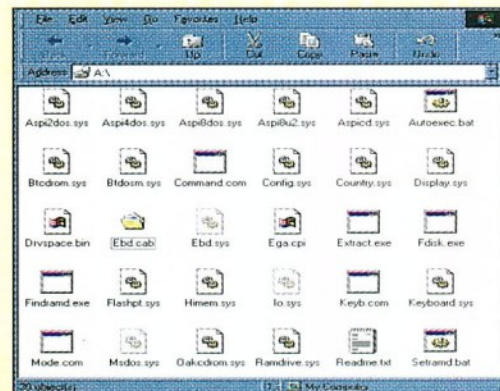 File Edit View Go Favorites Help
Back Forward Up Cut Copy Paste Undo
Address A:\
Aspi2dos.sys Aspi4dos.sys Aspi8dos.sys Aspi8u2.sys Aspicd.sys Autoexec.bat
Btcdrom.sys Btdosm.sys Command.com Config.sys Country.sys Display.sys
Drvspace.bin Ebd.cab Ebd.sys Ega.cpi Extract.exe Fdisk.exe
Findramd.exe Flashpt.sys Himem.sys Io.sys Keyb.com Keyboard.sys
Mode.com Msdos.sys Oakcdrom.sys Ramdrive.sys Readme.txt Setramd.bat
object(s) My Computer